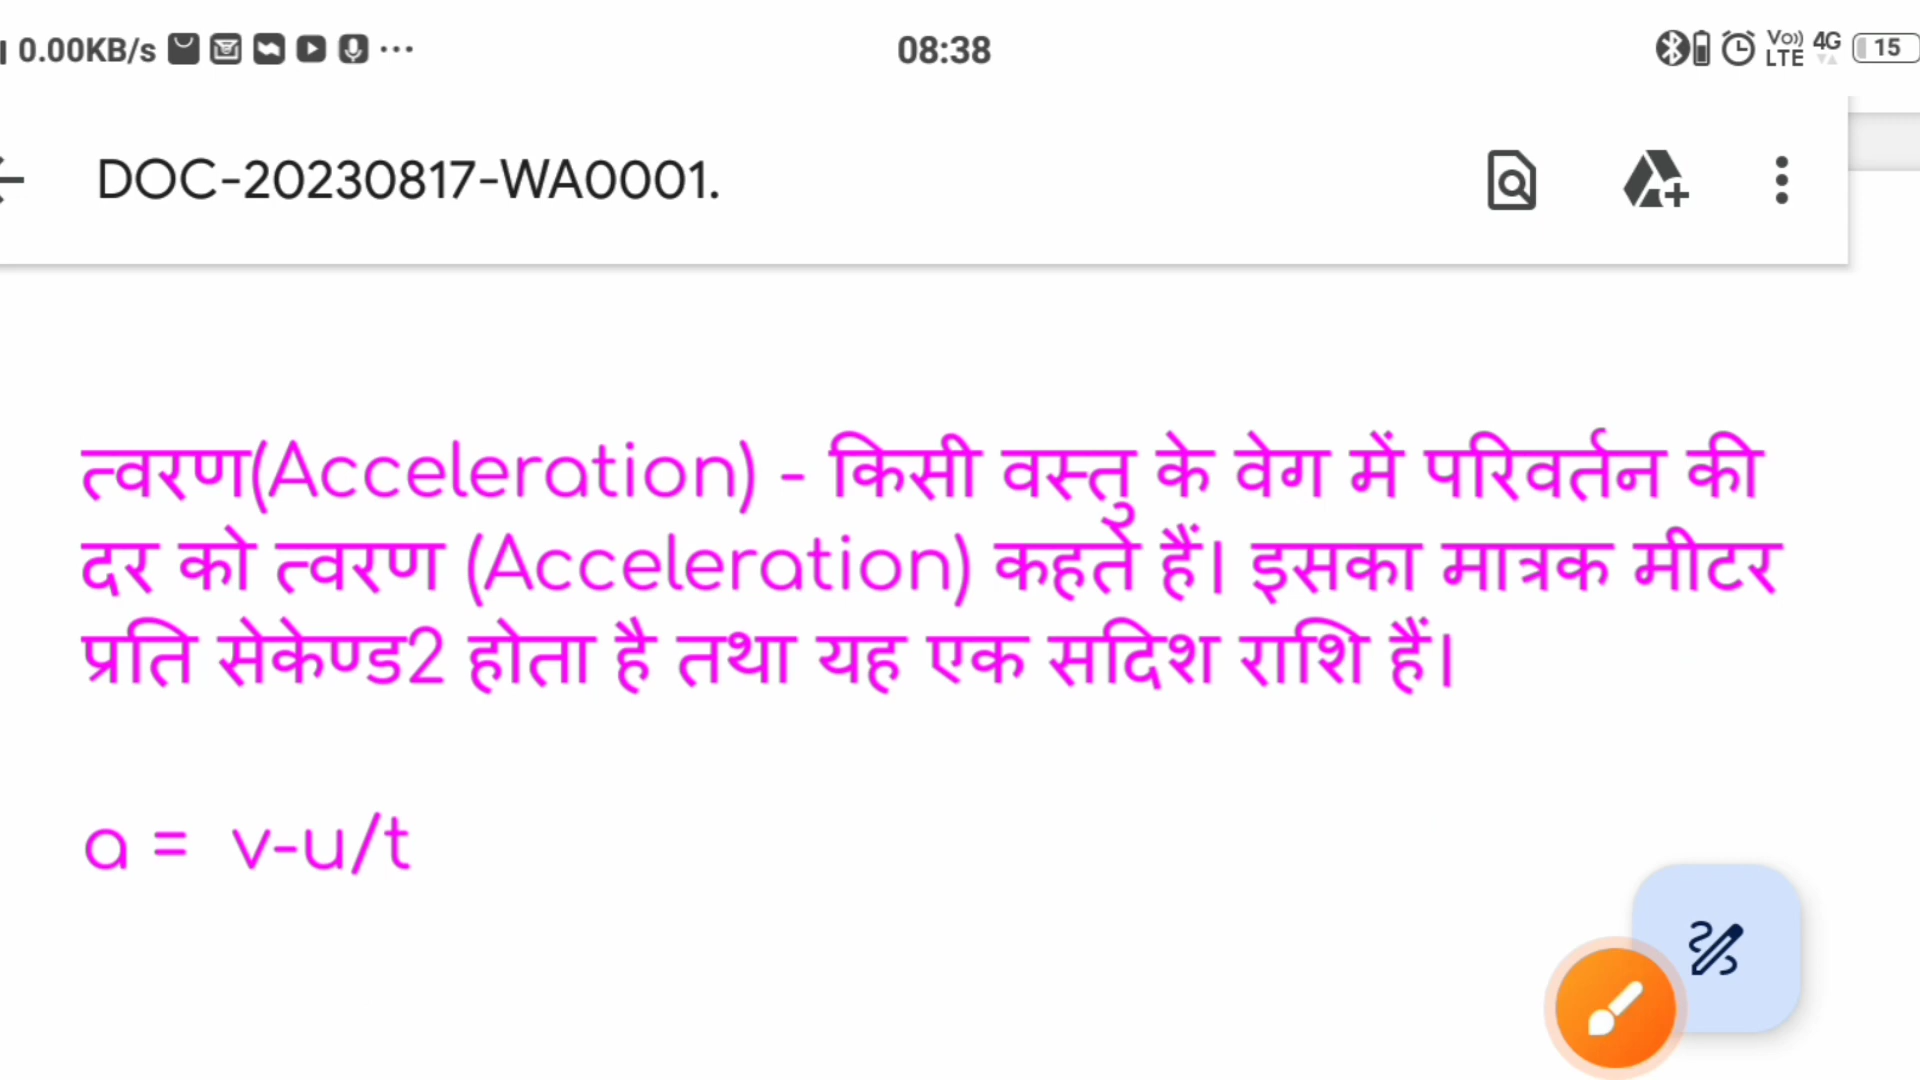 0.00KB/s ... 08:38 Vo)) LTE 4G 15
DOC-20230817-WA0001.
त्वरण(Acceleration) - किसी वस्तु के वेग में परिवर्तन की
दर को त्वरण (Acceleration) कहते हैं। इसका मात्रक मीटर
प्रति सेकेण्ड2 होता है तथा यह एक सदिश राशि हैं।
a = v-u/t